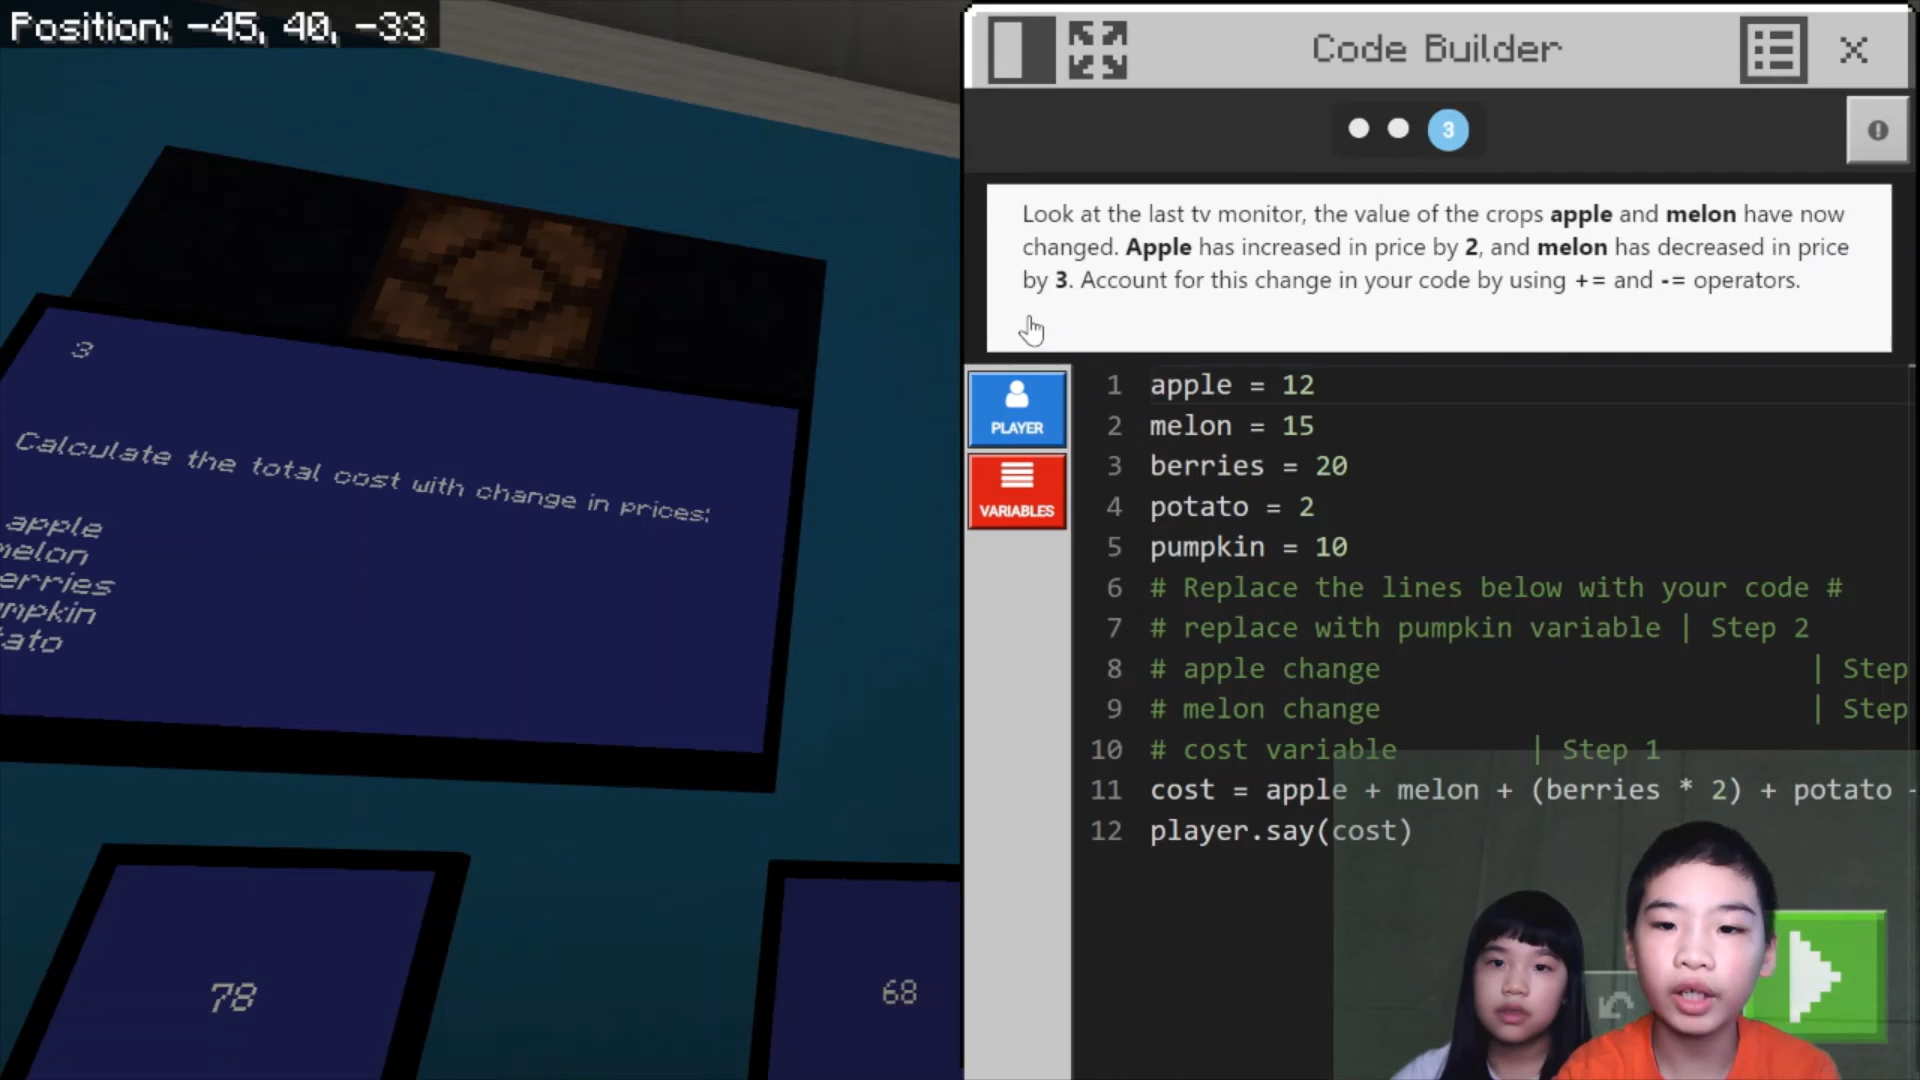 Position: -45, 40, -33
3
Calculate the total cost with change in prices:
apple
melon
78
68
Code Builder
3
Look at the last tv monitor, the value of the crops apple and melon have now
changed. Apple has increased in price by 2, and melon has decreased in price
by 3. Account for this change in your code by using += and -= operators.
PLAYER
VARIABLES
1 apple = 12
2 melon = 15
3 berries = 20
4 potato = 2
5 pumpkin = 10
6 # Replace the lines below with your code #
7 # replace with pumpkin variable | Step 2
8 # apple change | Step
9 # melon change | Step
10 # cost variable | Step 1
11 cost = apple + melon + (berries * 2) + potato
12 player.say(cost)